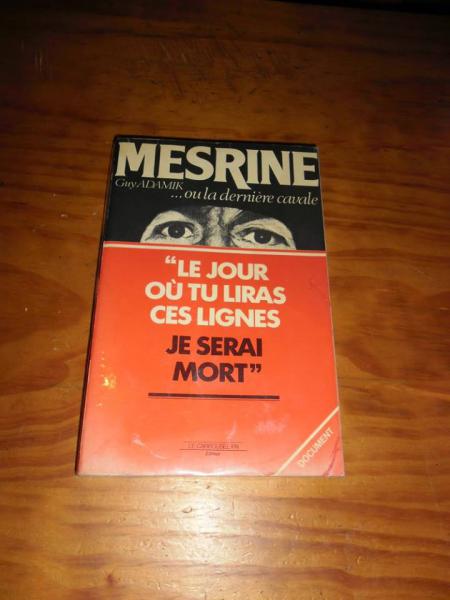 MESRINE
Guy ADAMIK
...ou la dernière cavale
“LE JOUR
OÙ TU LIRAS
CES LIGNES
JE SERAI
MORT”
LE CARROUSEL-FN
Éditeur
DOCUMENT